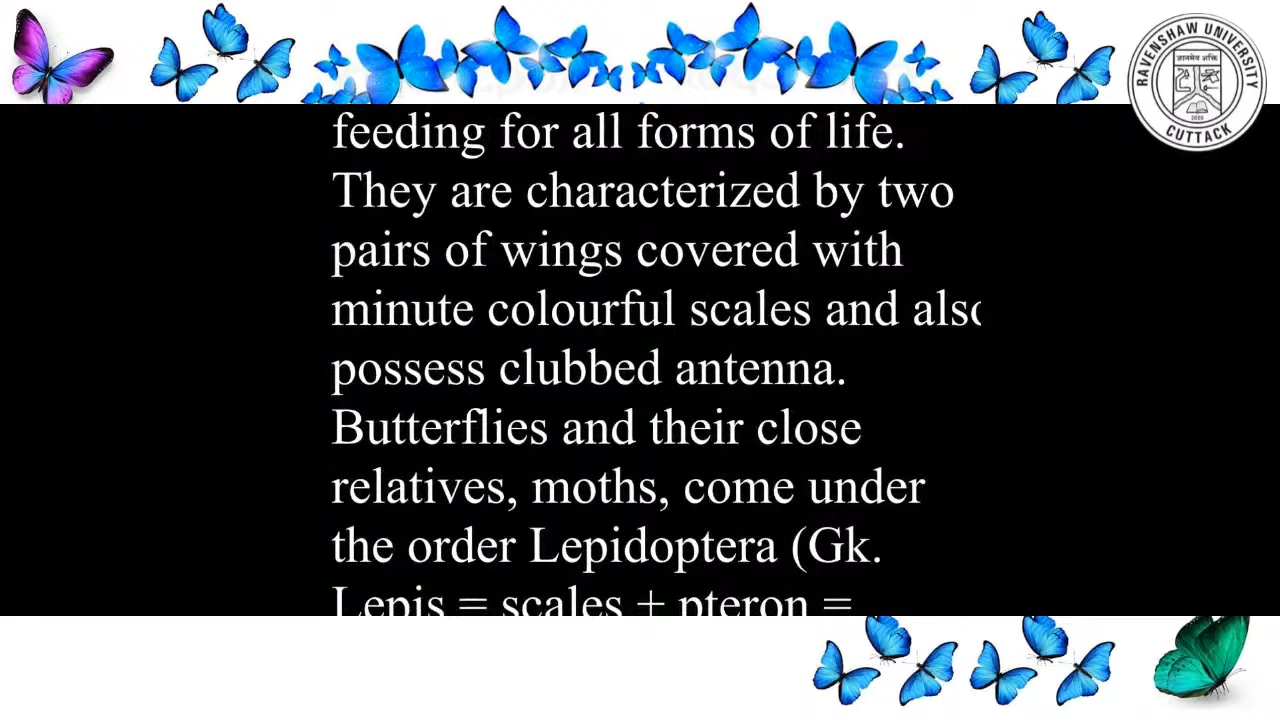 RAVENSHAW UNIVERSITY
CUTTACK
feeding for all forms of life.
They are characterized by two
pairs of wings covered with
minute colourful scales and also
possess clubbed antenna.
Butterflies and their close
relatives, moths, come under
the order Lepidoptera (Gk.
Lepis = scales + pteron =